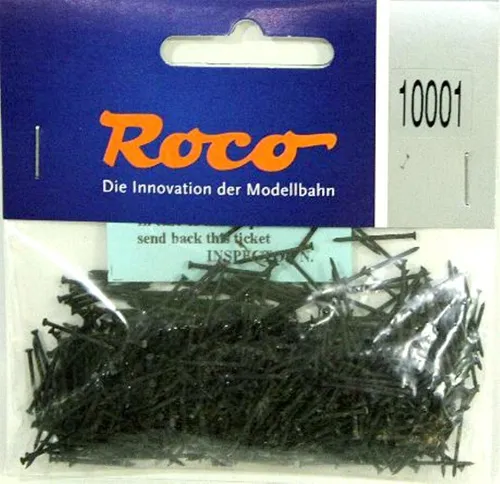 10001
Roco
Die Innovation der Modellbahn
send back this ticket
INSPECTION.